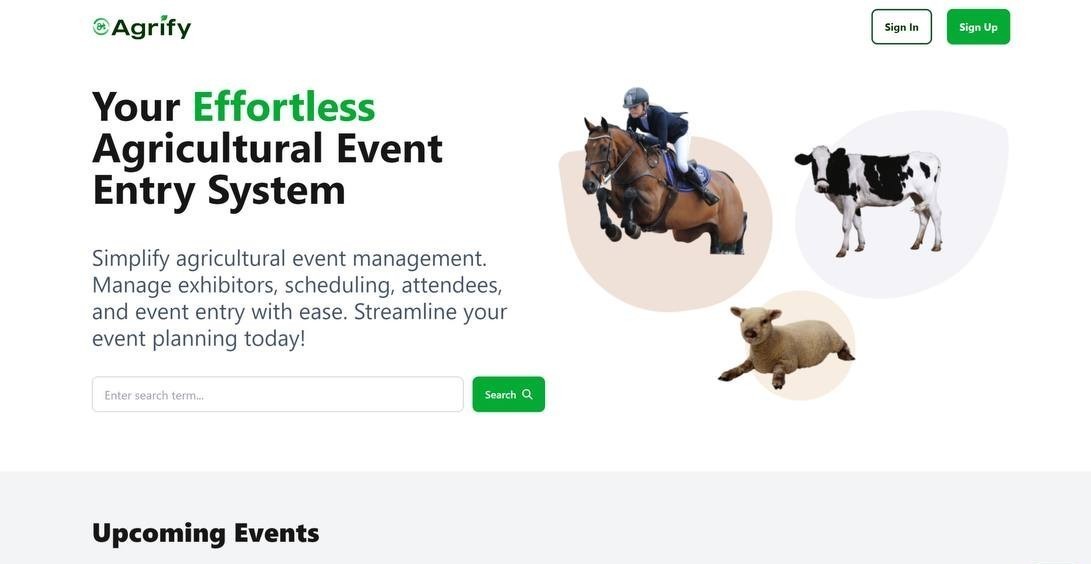 Agrify
Sign In
Sign Up
Your Effortless
Agricultural Event
Entry System
Simplify agricultural event management.
Manage exhibitors, scheduling, attendees,
and event entry with ease. Streamline your
event planning today!
Enter search term...
Search
Upcoming Events